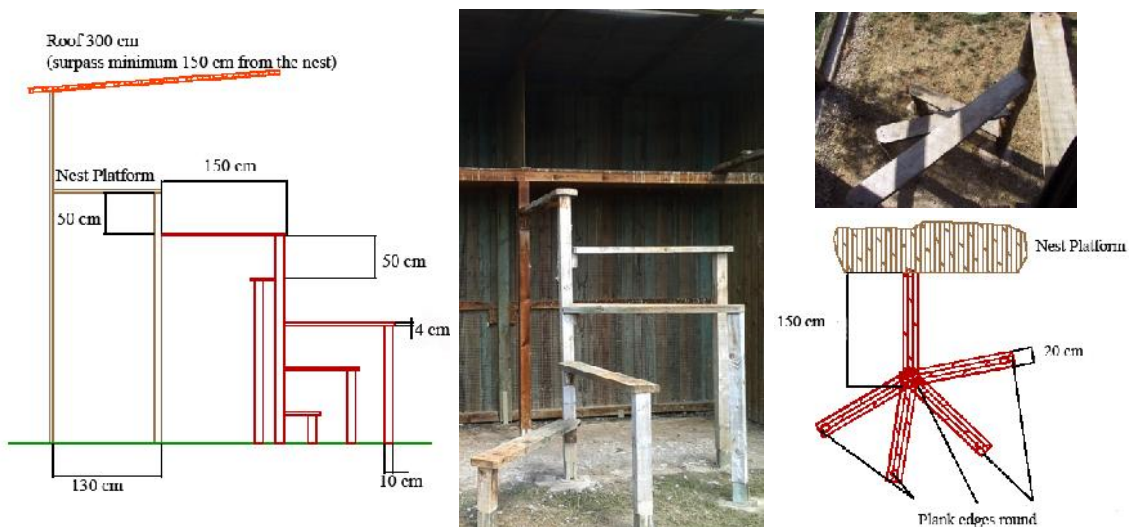 Roof 300 cm
(surpass minimum 150 cm from the nest)
150 cm
Nest Platform
50 cm
50 cm
4 cm
130 cm
10 cm
Nest Platform
150 cm
20 cm
Plank edges round